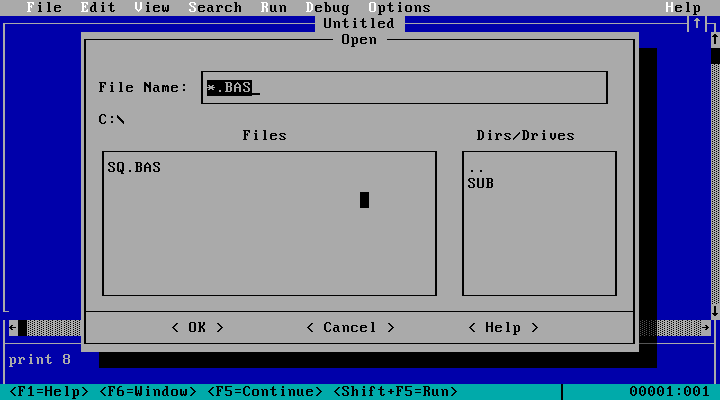 File Edit View Search Run Debug Options Help
Untitled
Open
File Name: *.BAS_
C:\
Files Dirs/Drives
SQ.BAS ..
SUB
< OK > < Cancel > < Help >
print 8
<F1=Help> <F6=Window> <F5=Continue> <Shift+F5=Run> 00001:001